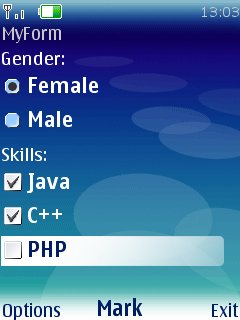 13:03
MyForm
Gender:
Female
Male
Skills:
Java
C++
PHP
Options Mark Exit